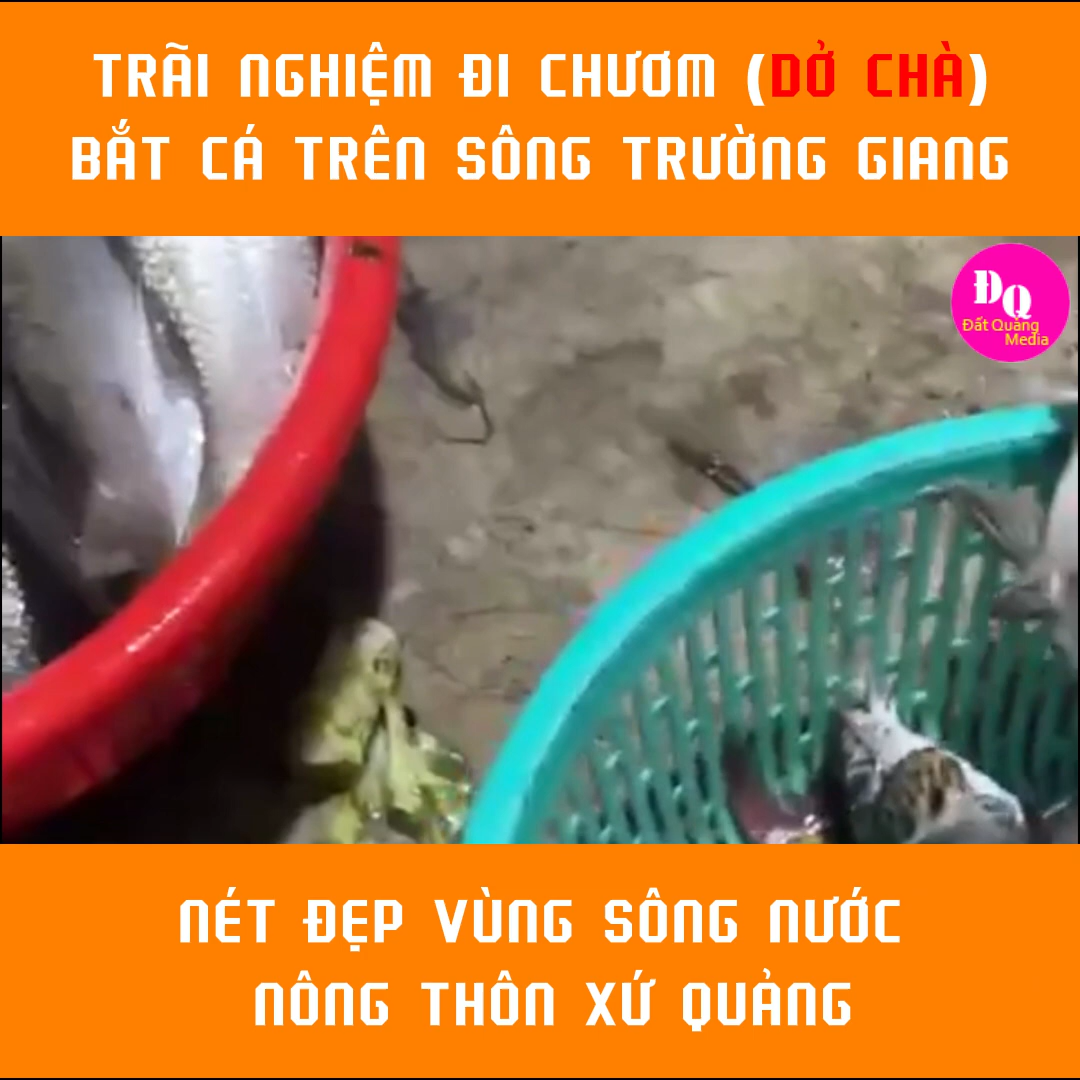 TRÃI NGHIỆM ĐI CHƯƠM (DỞ CHÀ)
BẮT CÁ TRÊN SÔNG TRƯỜNG GIANG
ĐQ
Đất Quảng
Media
NÉT ĐẸP VÙNG SÔNG NƯỚC
NÔNG THÔN XỨ QUẢNG